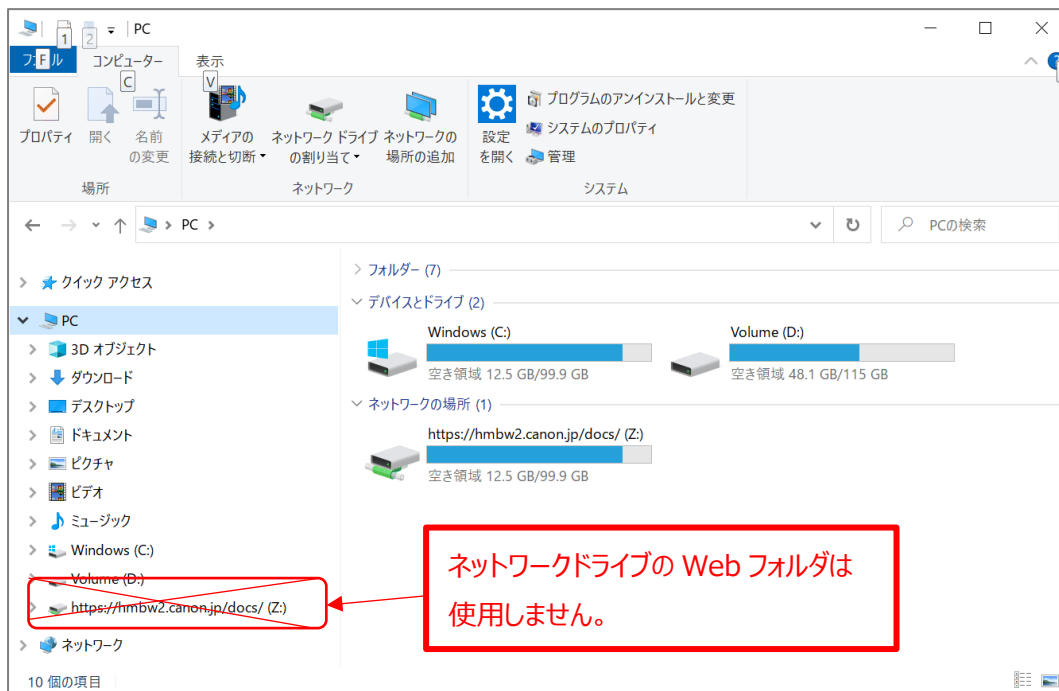 1 2 PC
ファイル F コンピューター 表示
C V
プロパティ 開く 名前の変更 メディアの接続と切断 ネットワーク ドライブの割り当て ネットワークの場所の追加 設定を開く
プログラムのアンインストールと変更
システムのプロパティ
管理
場所 ネットワーク システム
PC PCの検索
クイック アクセス
PC
3D オブジェクト
ダウンロード
デスクトップ
ドキュメント
ピクチャ
ビデオ
ミュージック
Windows (C:)
Volume (D:)
https://hmbw2.canon.jp/docs/ (Z:)
ネットワーク
フォルダー (7)
デバイスとドライブ (2)
Windows (C:)
空き領域 12.5 GB/99.9 GB
Volume (D:)
空き領域 48.1 GB/115 GB
ネットワークの場所 (1)
https://hmbw2.canon.jp/docs/ (Z:)
空き領域 12.5 GB/99.9 GB
ネットワークドライブの Web フォルダは
使用しません。
10 個の項目